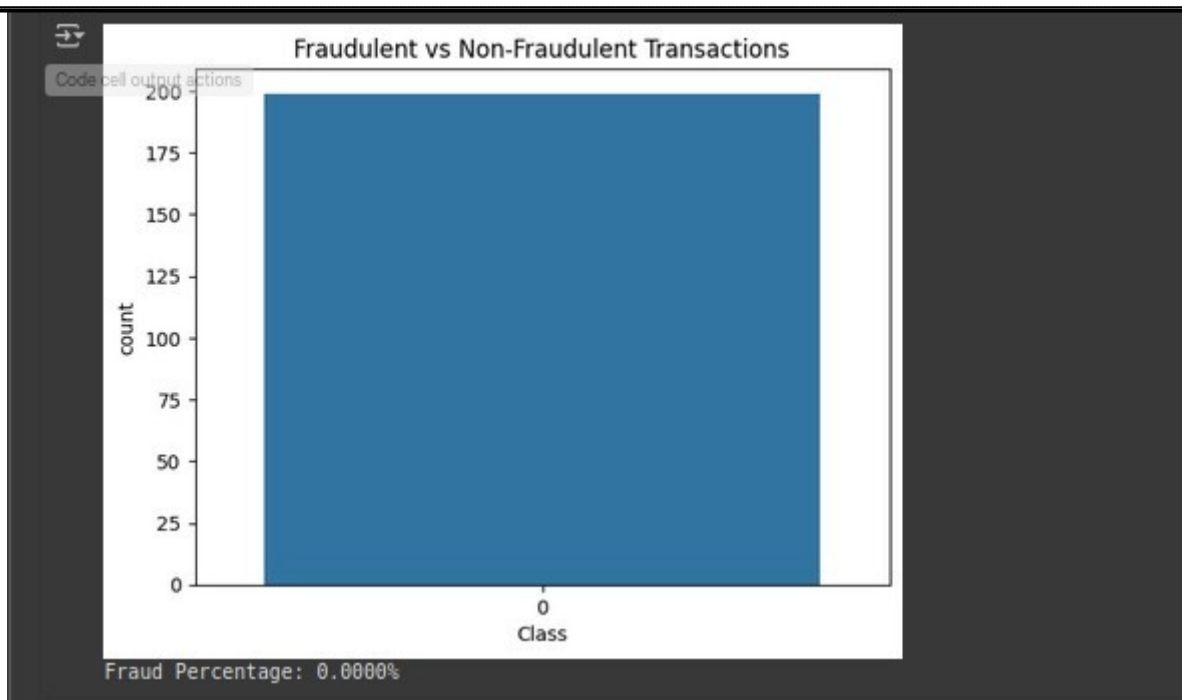 Fraudulent vs Non-Fraudulent Transactions
Code cell output actions
200
175
150
125
100
75
50
25
0
count
0
Class
Fraud Percentage: 0.0000%